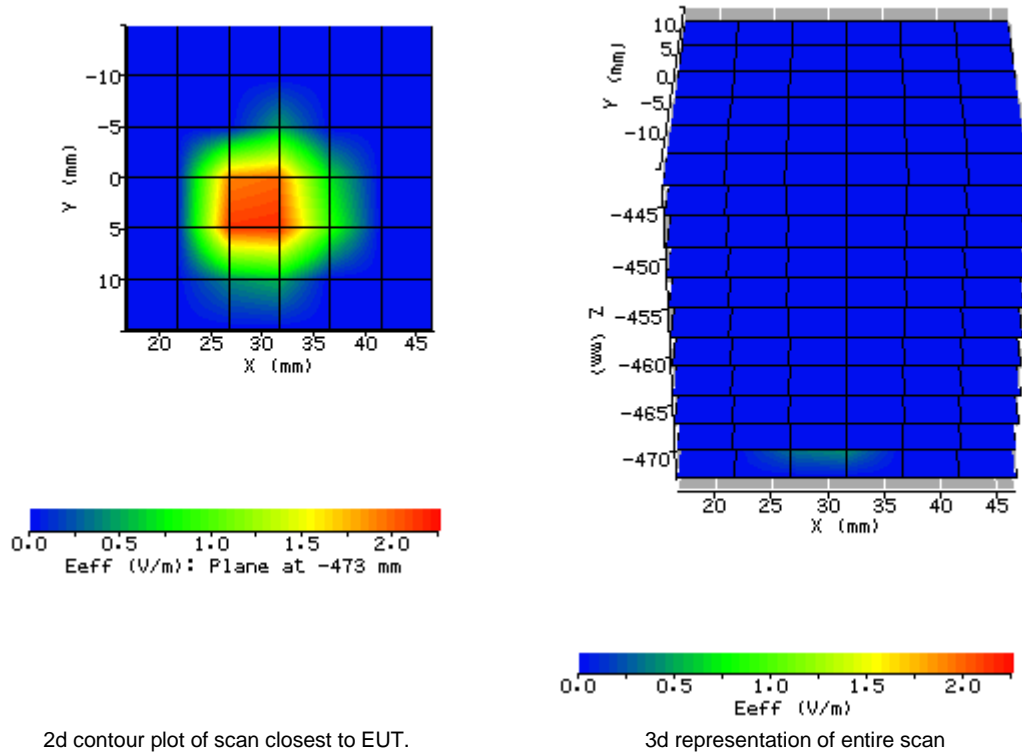 -10
-5
0
5
10
Y (mm)
20 25 30 35 40 45
X (mm)
0.0 0.5 1.0 1.5 2.0
Eeff (V/m): Plane at -473 mm
2d contour plot of scan closest to EUT.
10
5
0
-5
-10
Y (mm)
-445
-450
-455
-460
-465
-470
Z (mm)
20 25 30 35 40 45
X (mm)
0.0 0.5 1.0 1.5 2.0
Eeff (V/m)
3d representation of entire scan